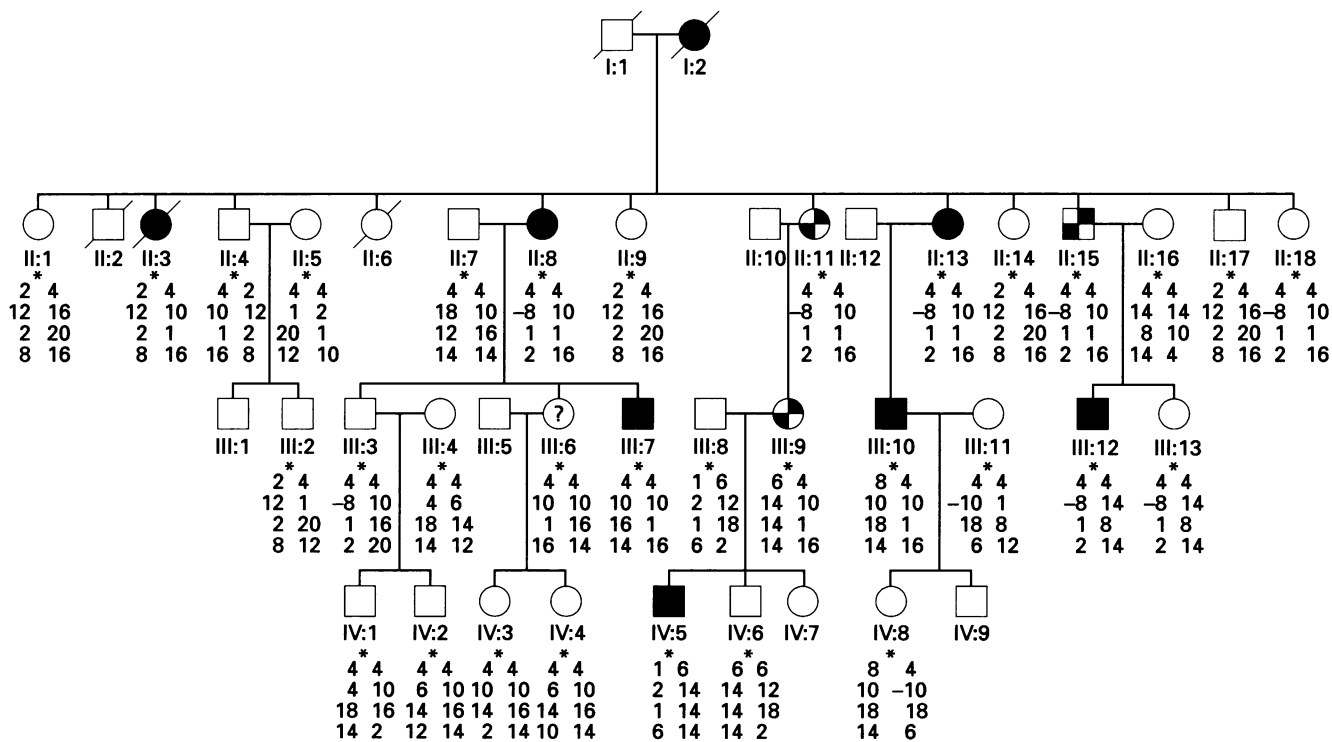 I:1 I:2
II:1 II:2 II:3 II:4 II:5 II:6 II:7 II:8 II:9 II:10 II:11 II:12 II:13 II:14 II:15 II:16 II:17 II:18
* * * * * * * * * * * * * *
2 4 2 4 4 2 4 4 4 4 4 4 2 4 4 4 4 4 2 4 4 4 4 4 2 4 4 4
12 16 12 10 10 12 1 2 18 10 -8 10 12 16 -8 10 -8 10 12 16 -8 10 14 14 12 16 -8 10
2 20 2 1 1 2 20 1 12 16 1 1 2 20 1 1 1 1 2 20 1 1 8 10 2 20 1 1
8 16 8 16 16 8 12 10 14 14 2 16 8 16 2 16 2 16 8 16 2 16 14 4 8 16 2 16
?
III:1 III:2 III:3 III:4 III:5 III:6 III:7 III:8 III:9 III:10 III:11 III:12 III:13
* * * * * * * * * * *
2 4 4 4 4 4 4 4 4 4 1 6 6 4 8 4 4 4 4 4 4 4
12 1 -8 10 4 6 10 10 10 10 2 12 14 10 10 10 -10 1 -8 14 -8 14
2 20 1 16 18 14 1 16 16 1 1 18 14 1 18 1 18 8 1 8 1 8
8 12 2 20 14 12 16 14 14 16 6 2 14 16 14 16 6 12 2 14 2 14
IV:1 IV:2 IV:3 IV:4 IV:5 IV:6 IV:7 IV:8 IV:9
* * * * * * *
4 4 4 4 4 4 4 4 1 6 6 6 8 4
4 10 6 10 10 10 6 10 2 14 14 12 10 -10
18 16 14 16 14 16 14 16 1 14 14 18 18 18
14 2 12 14 2 14 10 14 6 14 14 2 14 6